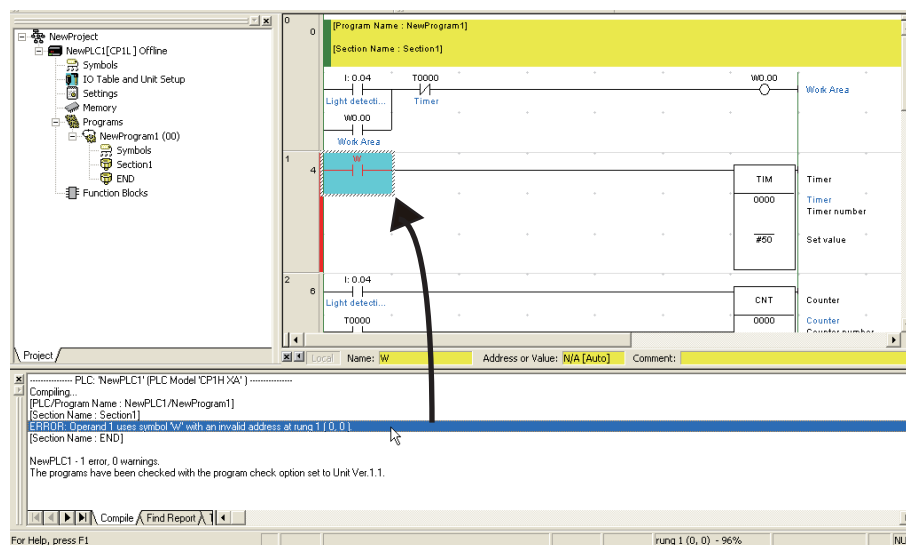 NewProject
NewPLC1[CP1L ] Offline
Symbols
IO Table and Unit Setup
Settings
Memory
Programs
NewProgram1 (00)
Symbols
Section1
END
Function Blocks
Project
0
0
[Program Name : NewProgram1]
[Section Name : Section1]
I: 0.04
T0000
W0.00
Light detecti...
Timer
Work Area
W0.00
Work Area
1
4
W
TIM
Timer
0000
Timer
Timer number
#50
Set value
2
6
I: 0.04
Light detecti...
CNT
Counter
T0000
0000
Counter
Counter number
Local Name: W Address or Value: N/A [Auto] Comment:
---------------- PLC: 'NewPLC1' (PLC Model 'CP1H XA' ) ----------------
Compiling...
[PLC/Program Name : NewPLC1/NewProgram1]
[Section Name : Section1]
ERROR: Operand 1 uses symbol 'W' with an invalid address at rung 1 ( 0, 0 ).
[Section Name : END]
NewPLC1 - 1 error, 0 warnings.
The programs have been checked with the program check option set to Unit Ver.1.1.
Compile
Find Report
For Help, press F1
rung 1 (0, 0) - 96%
NU